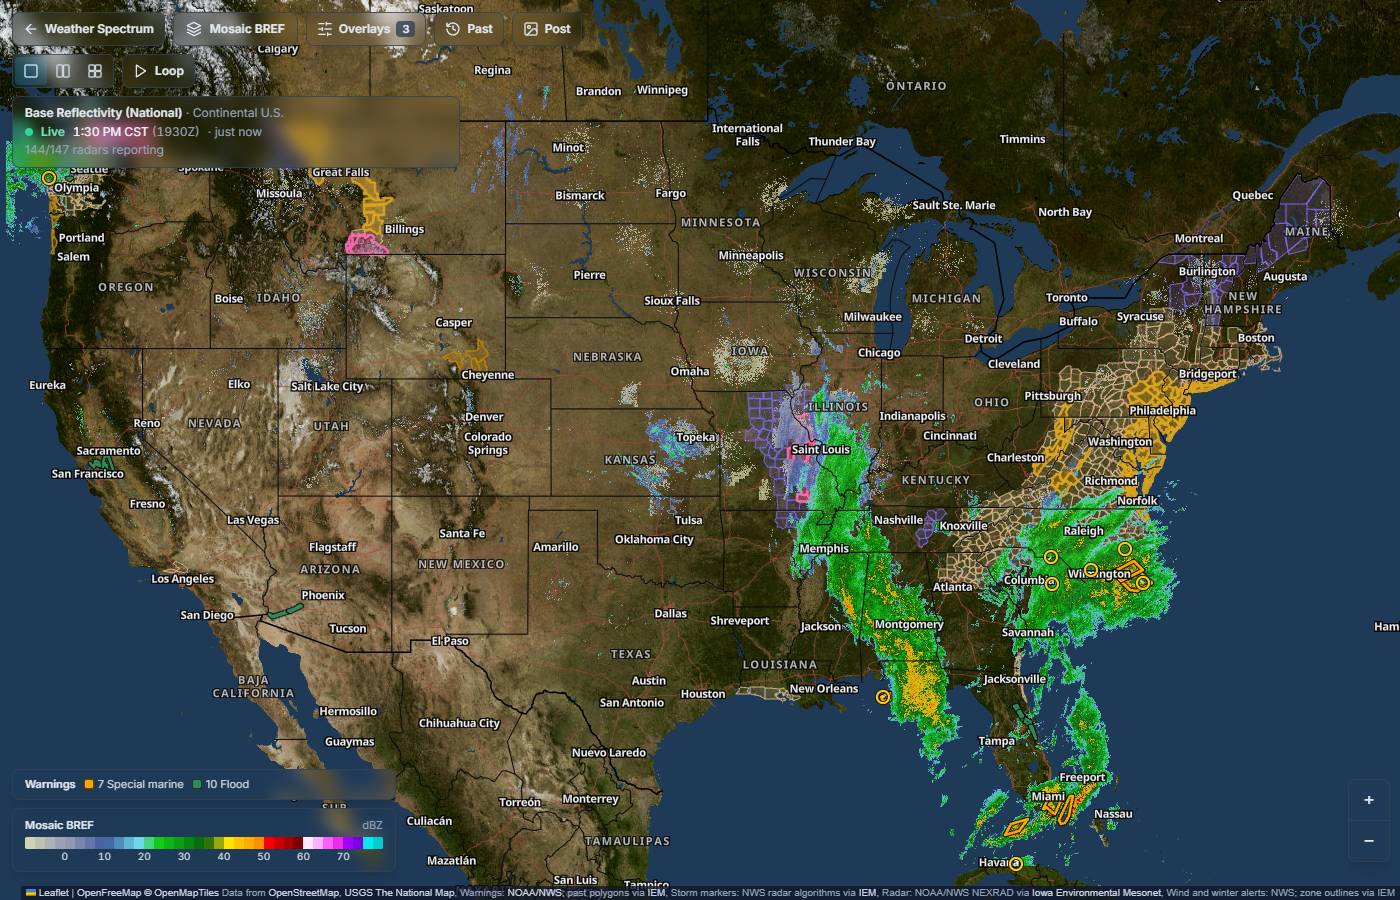 Saskatoon
Weather Spectrum
Mosaic BREF
Overlays 3
Past
Post
Calgary
Loop
Regina
Brandon
Winnipeg
ONTARIO
Base Reflectivity (National) · Continental U.S.
Live 1:30 PM CST (1930Z) · just now
144/147 radars reporting
International
Falls
Thunder Bay
Timmins
Minot
Seattle
Spokane
Great Falls
Olympia
Missoula
Bismarck
Fargo
Quebec
Sault Ste. Marie
North Bay
MINNESOTA
Billings
MAINE
Portland
Montreal
Salem
Minneapolis
WISCONSIN
Burlington
Augusta
Pierre
OREGON
Boise
IDAHO
Sioux Falls
MICHIGAN
Toronto
NEW
HAMPSHIRE
Casper
Milwaukee
Buffalo
Syracuse
Detroit
Boston
NEBRASKA
IOWA
Chicago
Cleveland
Omaha
Cheyenne
Bridgeport
Eureka
Elko
Salt Lake City
Pittsburgh
OHIO
ILLINOIS
Philadelphia
Reno
NEVADA
UTAH
Denver
Indianapolis
Colorado
Springs
Topeka
Cincinnati
Washington
Sacramento
San Francisco
KANSAS
Saint Louis
Charleston
KENTUCKY
Richmond
Fresno
Norfolk
Las Vegas
Tulsa
Nashville
Knoxville
Santa Fe
Oklahoma City
Raleigh
Flagstaff
Amarillo
Memphis
ARIZONA
NEW MEXICO
Los Angeles
Atlanta
Columbia
Wilmington
Phoenix
San Diego
Dallas
Shreveport
Jackson
Montgomery
Ham
Tucson
El Paso
Savannah
TEXAS
LOUISIANA
BAJA
CALIFORNIA
Austin
Houston
New Orleans
Jacksonville
San Antonio
Hermosillo
Chihuahua City
Guaymas
Tampa
Nuevo Laredo
Warnings 7 Special marine 10 Flood
Freeport
Miami
Torreón
Monterrey
SUR
Nassau
Culiacán
Mosaic BREF dBZ
0 10 20 30 40 50 60 70
TAMAULIPAS
Mazatlán
Havana
San Luis
Tampico
Leaflet | OpenFreeMap © OpenMapTiles Data from OpenStreetMap, USGS The National Map, Warnings: NOAA/NWS; past polygons via IEM, Storm markers: NWS radar algorithms via IEM, Radar: NOAA/NWS NEXRAD via Iowa Environmental Mesonet, Wind and winter alerts: NWS; zone outlines via IEM